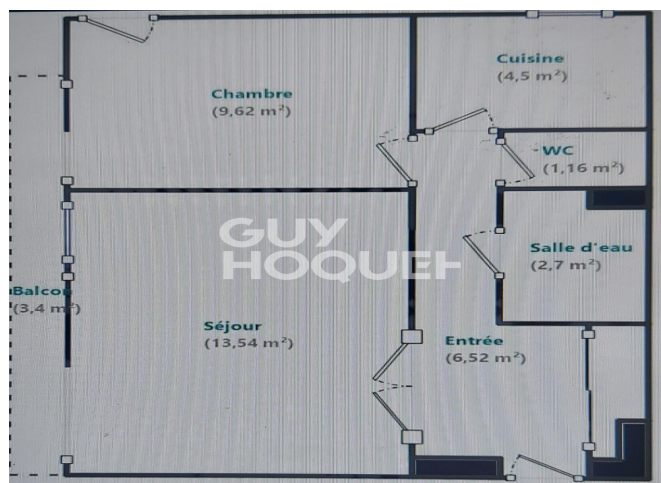 Cuisine
(4,5 m²)
Chambre
(9,62 m²)
WC
(1,16 m²)
GUY
HOQUET
Salle d'eau
(2,7 m²)
Balcon
(3,4 m²)
Séjour
(13,54 m²)
Entrée
(6,52 m²)